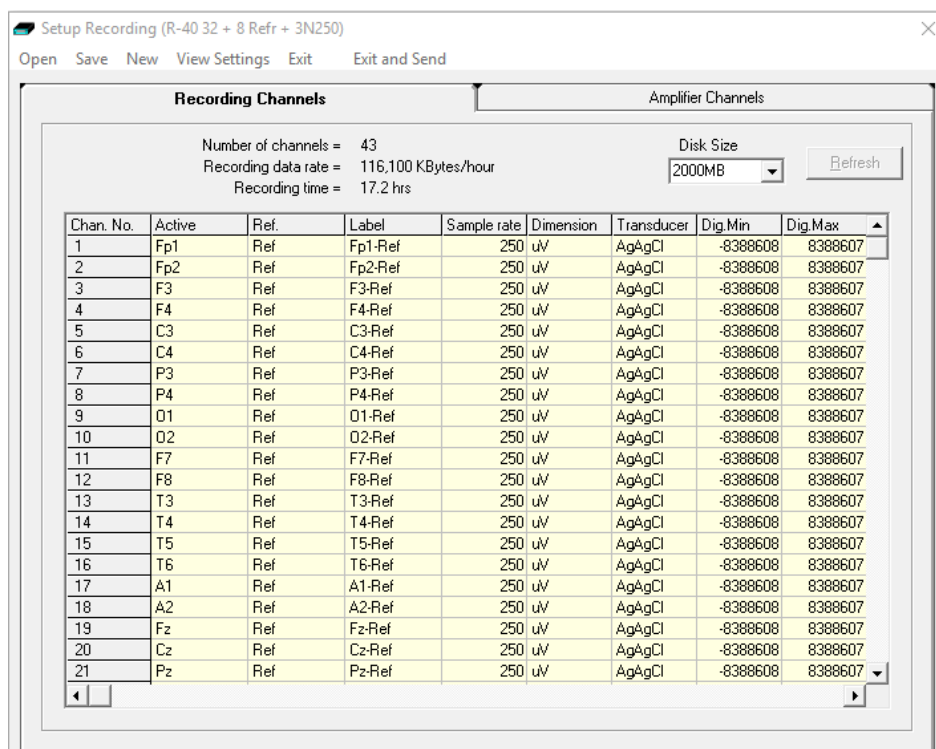 Setup Recording (R-40 32 + 8 Refr + 3N250)
Open Save New View Settings Exit Exit and Send
Recording Channels Amplifier Channels
Number of channels = 43 Disk Size
Recording data rate = 116,100 KBytes/hour 2000MB Refresh
Recording time = 17.2 hrs
Chan. No. Active Ref. Label Sample rate Dimension Transducer Dig.Min Dig.Max
1 Fp1 Ref Fp1-Ref 250 uV AgAgCl -8388608 8388607
2 Fp2 Ref Fp2-Ref 250 uV AgAgCl -8388608 8388607
3 F3 Ref F3-Ref 250 uV AgAgCl -8388608 8388607
4 F4 Ref F4-Ref 250 uV AgAgCl -8388608 8388607
5 C3 Ref C3-Ref 250 uV AgAgCl -8388608 8388607
6 C4 Ref C4-Ref 250 uV AgAgCl -8388608 8388607
7 P3 Ref P3-Ref 250 uV AgAgCl -8388608 8388607
8 P4 Ref P4-Ref 250 uV AgAgCl -8388608 8388607
9 O1 Ref O1-Ref 250 uV AgAgCl -8388608 8388607
10 O2 Ref O2-Ref 250 uV AgAgCl -8388608 8388607
11 F7 Ref F7-Ref 250 uV AgAgCl -8388608 8388607
12 F8 Ref F8-Ref 250 uV AgAgCl -8388608 8388607
13 T3 Ref T3-Ref 250 uV AgAgCl -8388608 8388607
14 T4 Ref T4-Ref 250 uV AgAgCl -8388608 8388607
15 T5 Ref T5-Ref 250 uV AgAgCl -8388608 8388607
16 T6 Ref T6-Ref 250 uV AgAgCl -8388608 8388607
17 A1 Ref A1-Ref 250 uV AgAgCl -8388608 8388607
18 A2 Ref A2-Ref 250 uV AgAgCl -8388608 8388607
19 Fz Ref Fz-Ref 250 uV AgAgCl -8388608 8388607
20 Cz Ref Cz-Ref 250 uV AgAgCl -8388608 8388607
21 Pz Ref Pz-Ref 250 uV AgAgCl -8388608 8388607